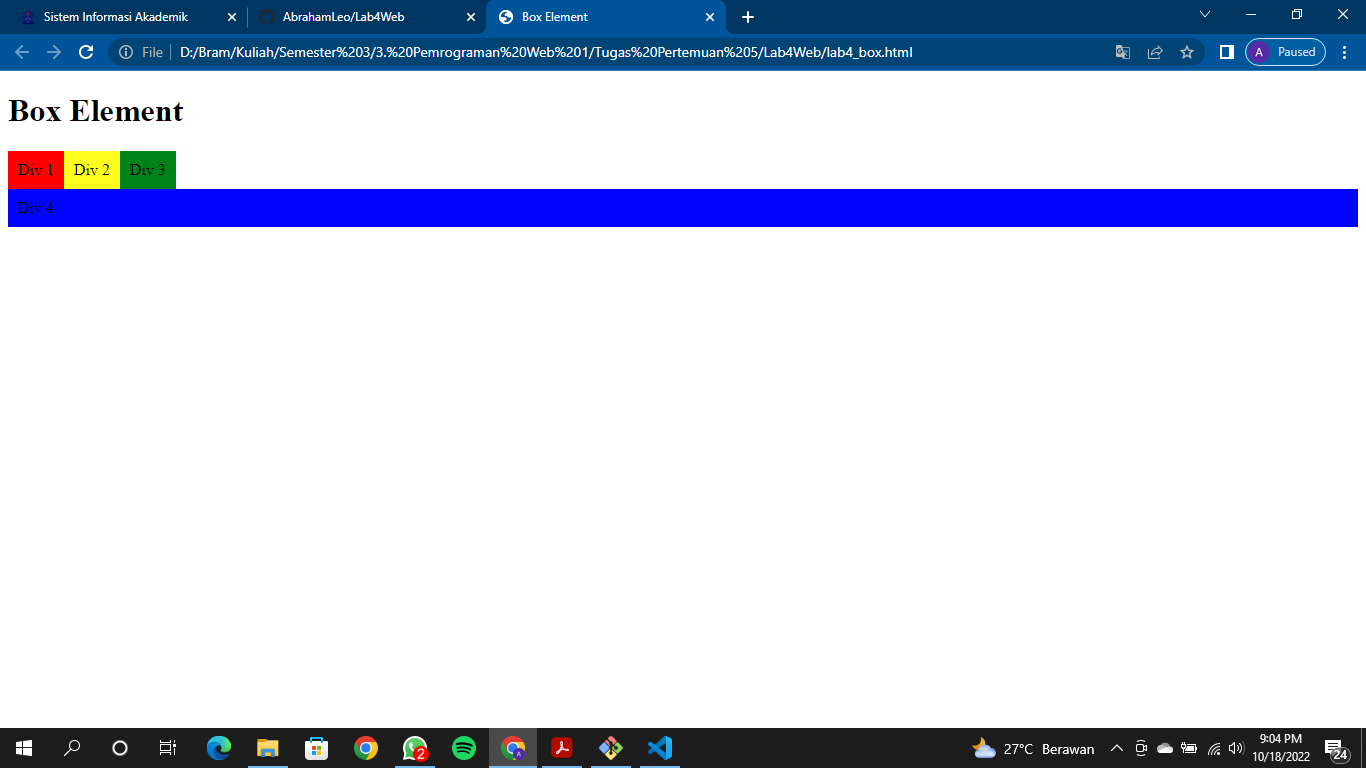 Sistem Informasi Akademik
AbrahamLeo/Lab4Web
Box Element
File
D:/Bram/Kuliah/Semester%203/3.%20Pemrograman%20Web%201/Tugas%20Pertemuan%205/Lab4Web/lab4_box.html
A
Paused
Box Element
Div 1 Div 2 Div 3
Div 4
2
A
27°C Berawan
9:04 PM
10/18/2022
24